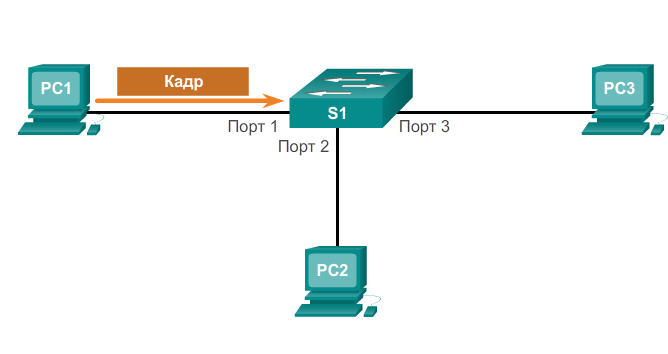 Кадр
PC1
PC3
S1
Порт 1
Порт 3
Порт 2
PC2